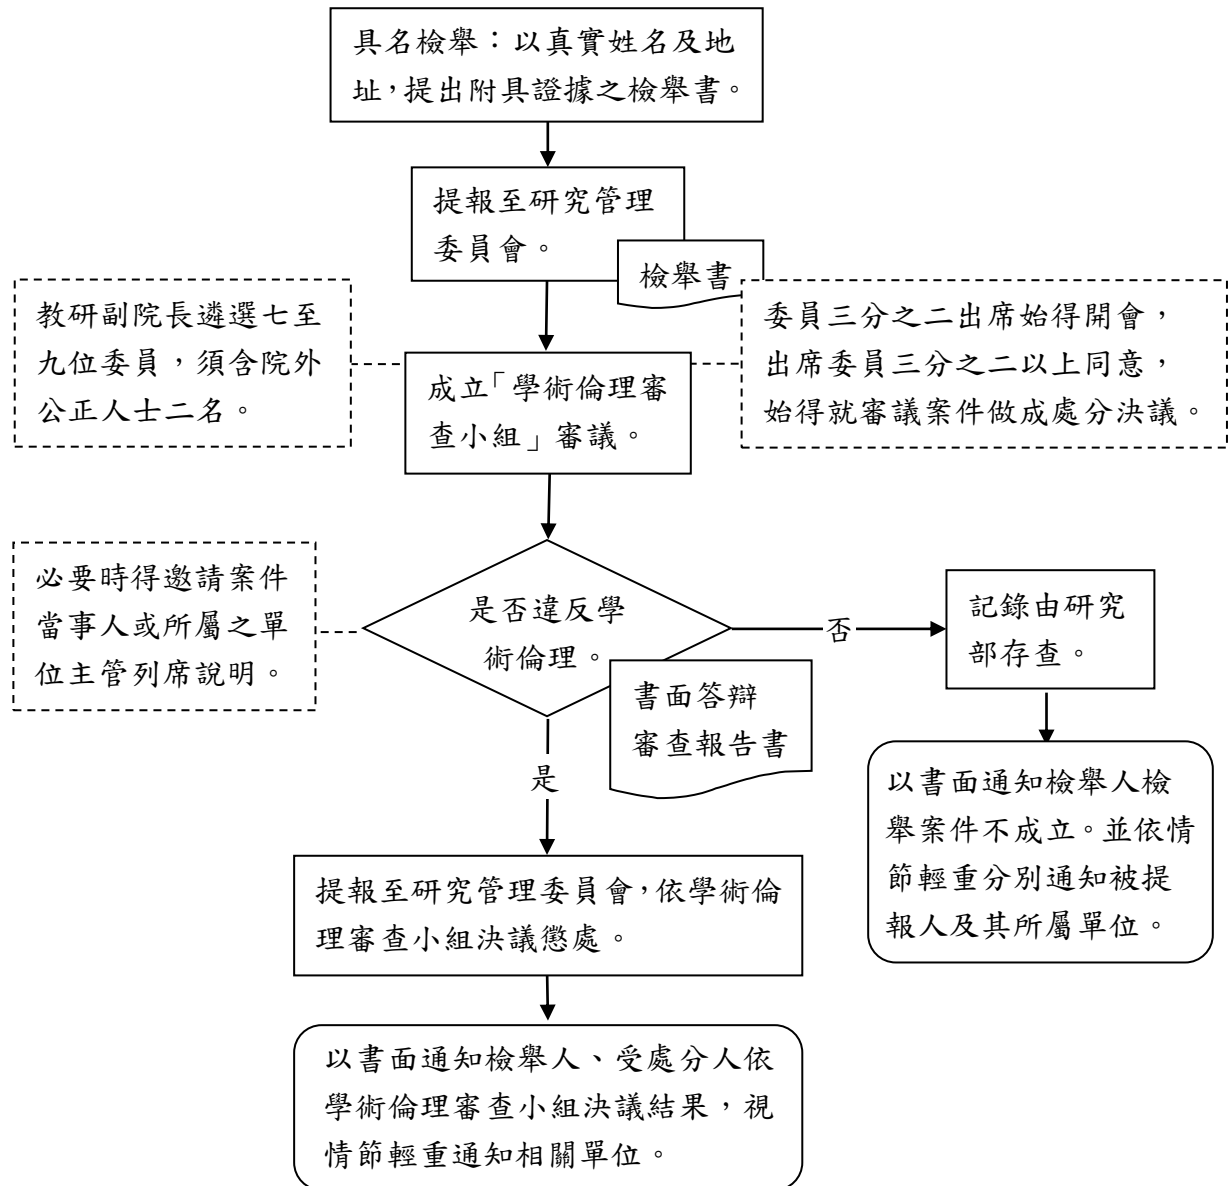 具名檢舉：以真實姓名及地
址，提出附具證據之檢舉書。
提報至研究管理
委員會。
檢舉書
教研副院長遴選七至
九位委員，須含院外
公正人士二名。
委員三分之二出席始得開會，
出席委員三分之二以上同意，
始得就審議案件做成處分決議。
成立「學術倫理審
查小組」審議。
必要時得邀請案件
當事人或所屬之單
位主管列席說明。
是否違反學
術倫理。
否
記錄由研究
部存查。
書面答辯
審查報告書
是
以書面通知檢舉人檢
舉案件不成立。並依情
節輕重分別通知被提
報人及其所屬單位。
提報至研究管理委員會，依學術倫
理審查小組決議懲處。
以書面通知檢舉人、受處分人依
學術倫理審查小組決議結果，視
情節輕重通知相關單位。